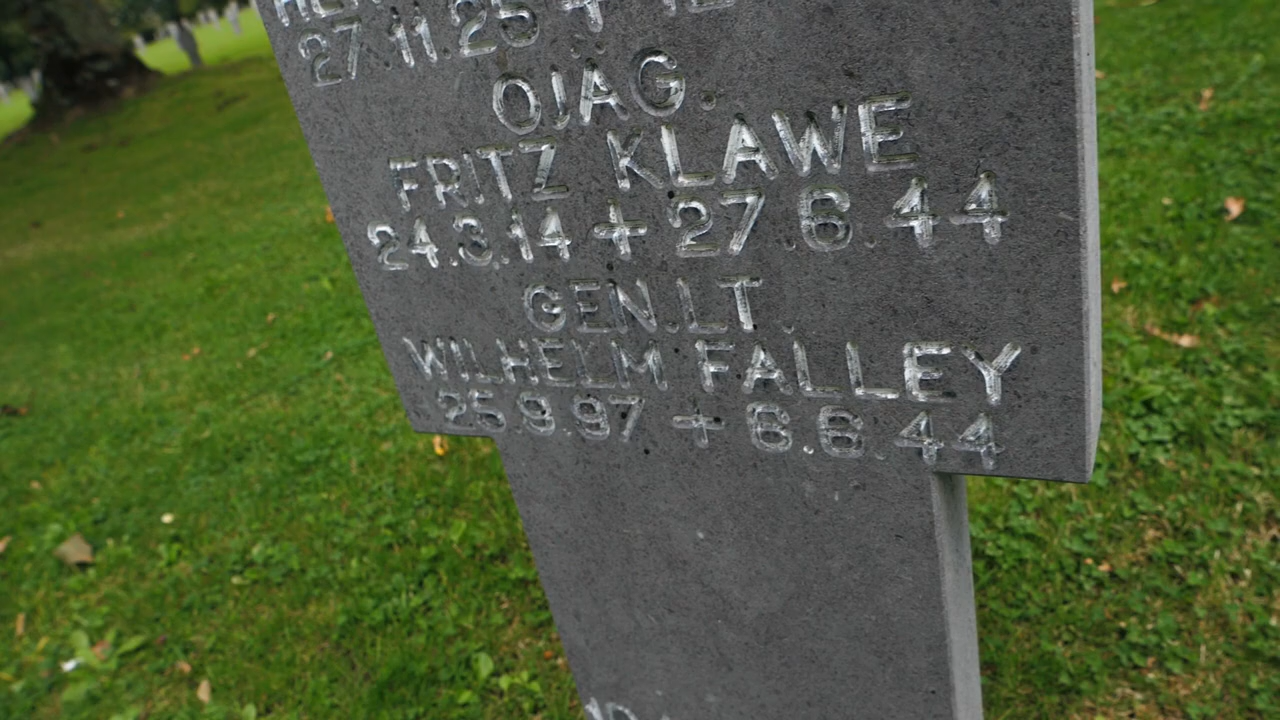 27.11.25 +
OJÄG.
FRITZ KLAWE
24.3.14 + 27.6.44
GEN.LT.
WILHELM FALLEY
25.9.97 + 6.6.44